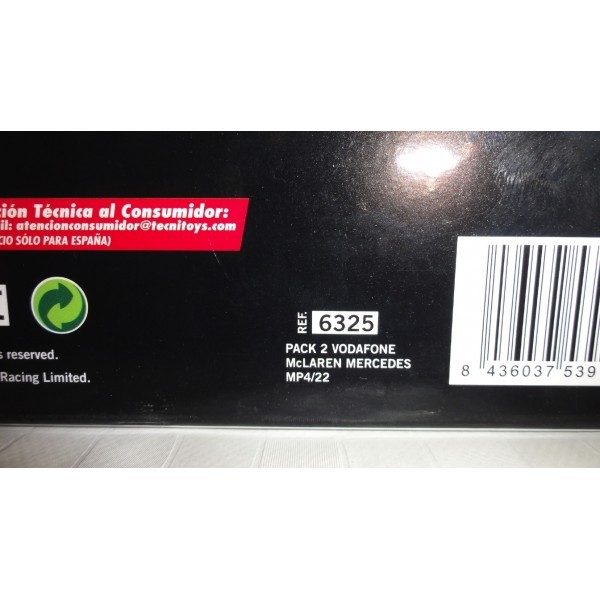 ción Técnica al Consumidor:
il: atencionconsumidor@tecnitoys.com
CIO SÓLO PARA ESPAÑA)
s reserved.
Racing Limited.
REF. 6325
PACK 2 VODAFONE
McLAREN MERCEDES
MP4/22
8 436037 539